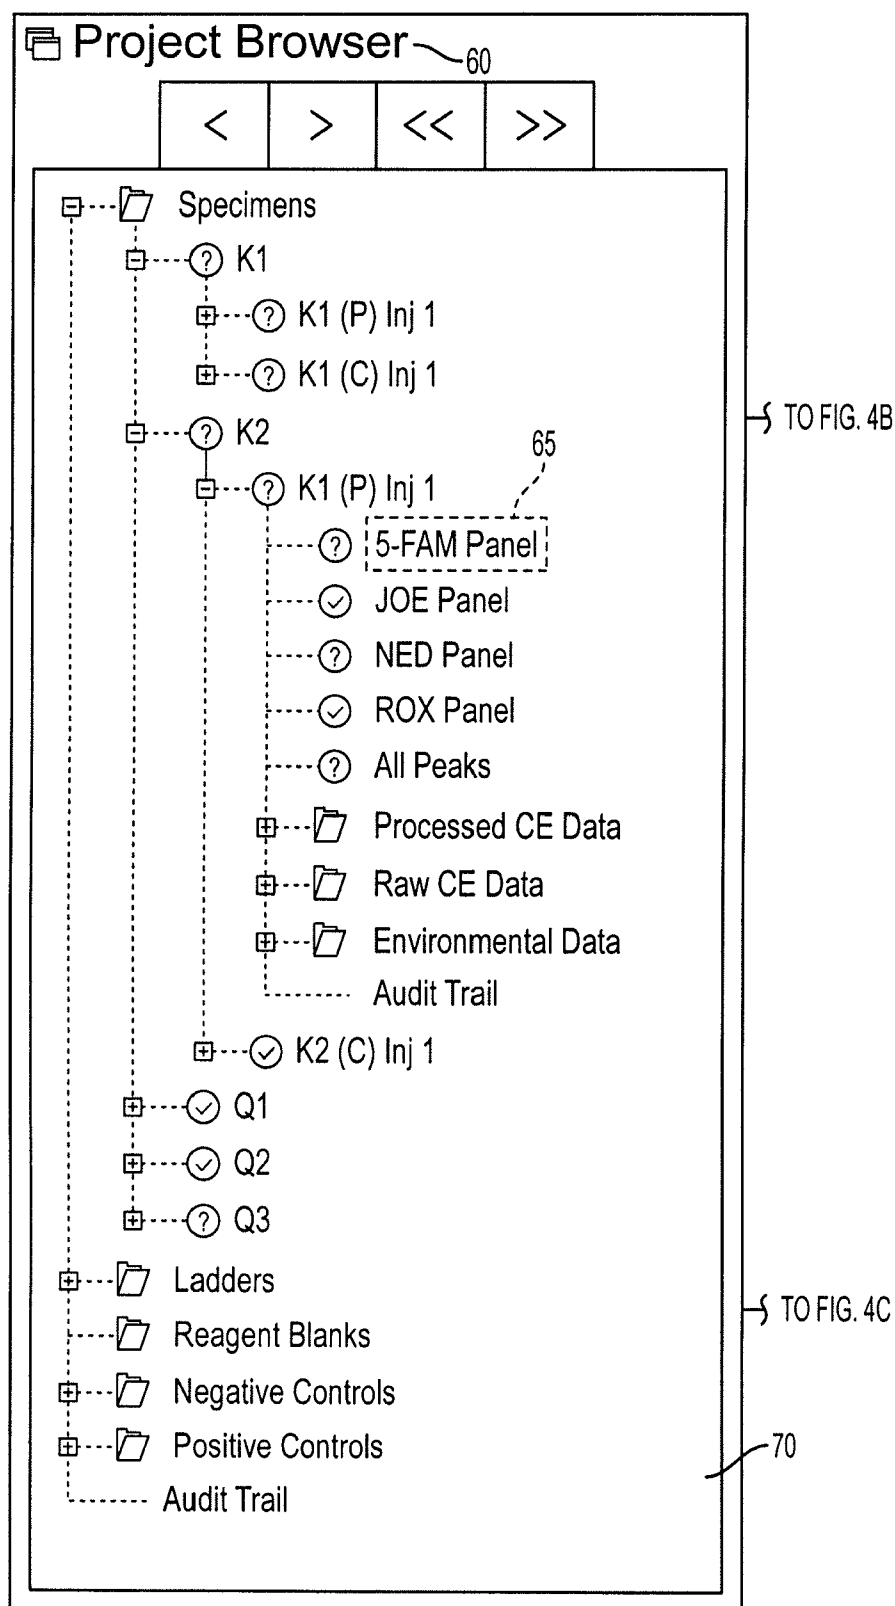 Project Browser
60
< > << >>
Specimens
? K1
? K1 (P) Inj 1
? K1 (C) Inj 1
TO FIG. 4B
? K2
65
? K1 (P) Inj 1
? 5-FAM Panel
JOE Panel
? NED Panel
ROX Panel
? All Peaks
Processed CE Data
Raw CE Data
Environmental Data
Audit Trail
K2 (C) Inj 1
Q1
Q2
? Q3
Ladders
TO FIG. 4C
Reagent Blanks
Negative Controls
Positive Controls
70
Audit Trail